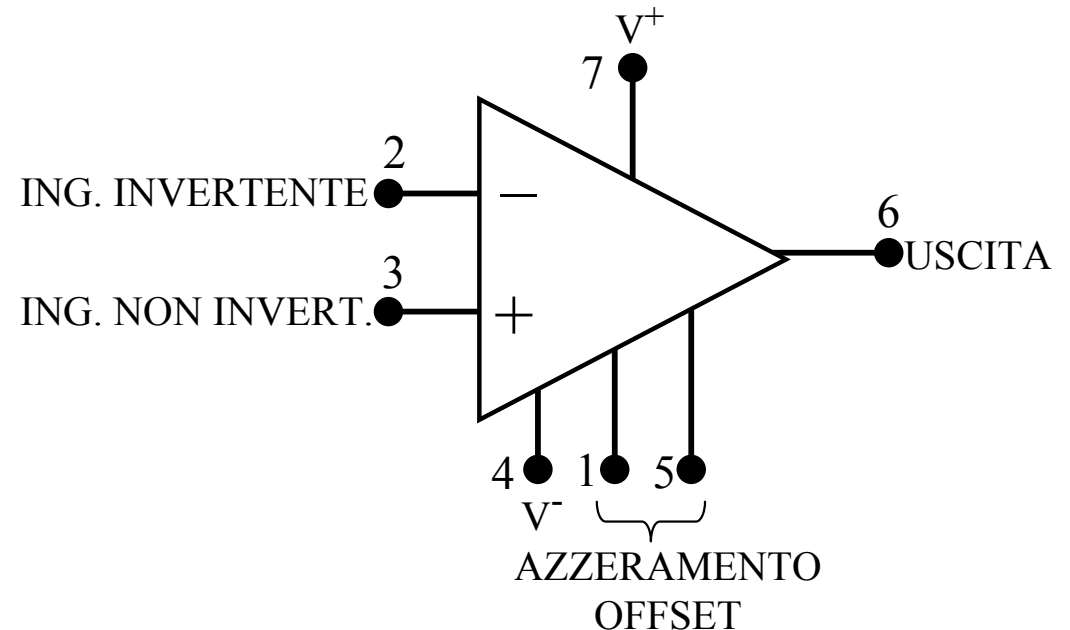 V+
7
2
ING. INVERTENTE
−
6
USCITA
3
ING. NON INVERT.
+
4
1
5
V-
AZZERAMENTO
OFFSET